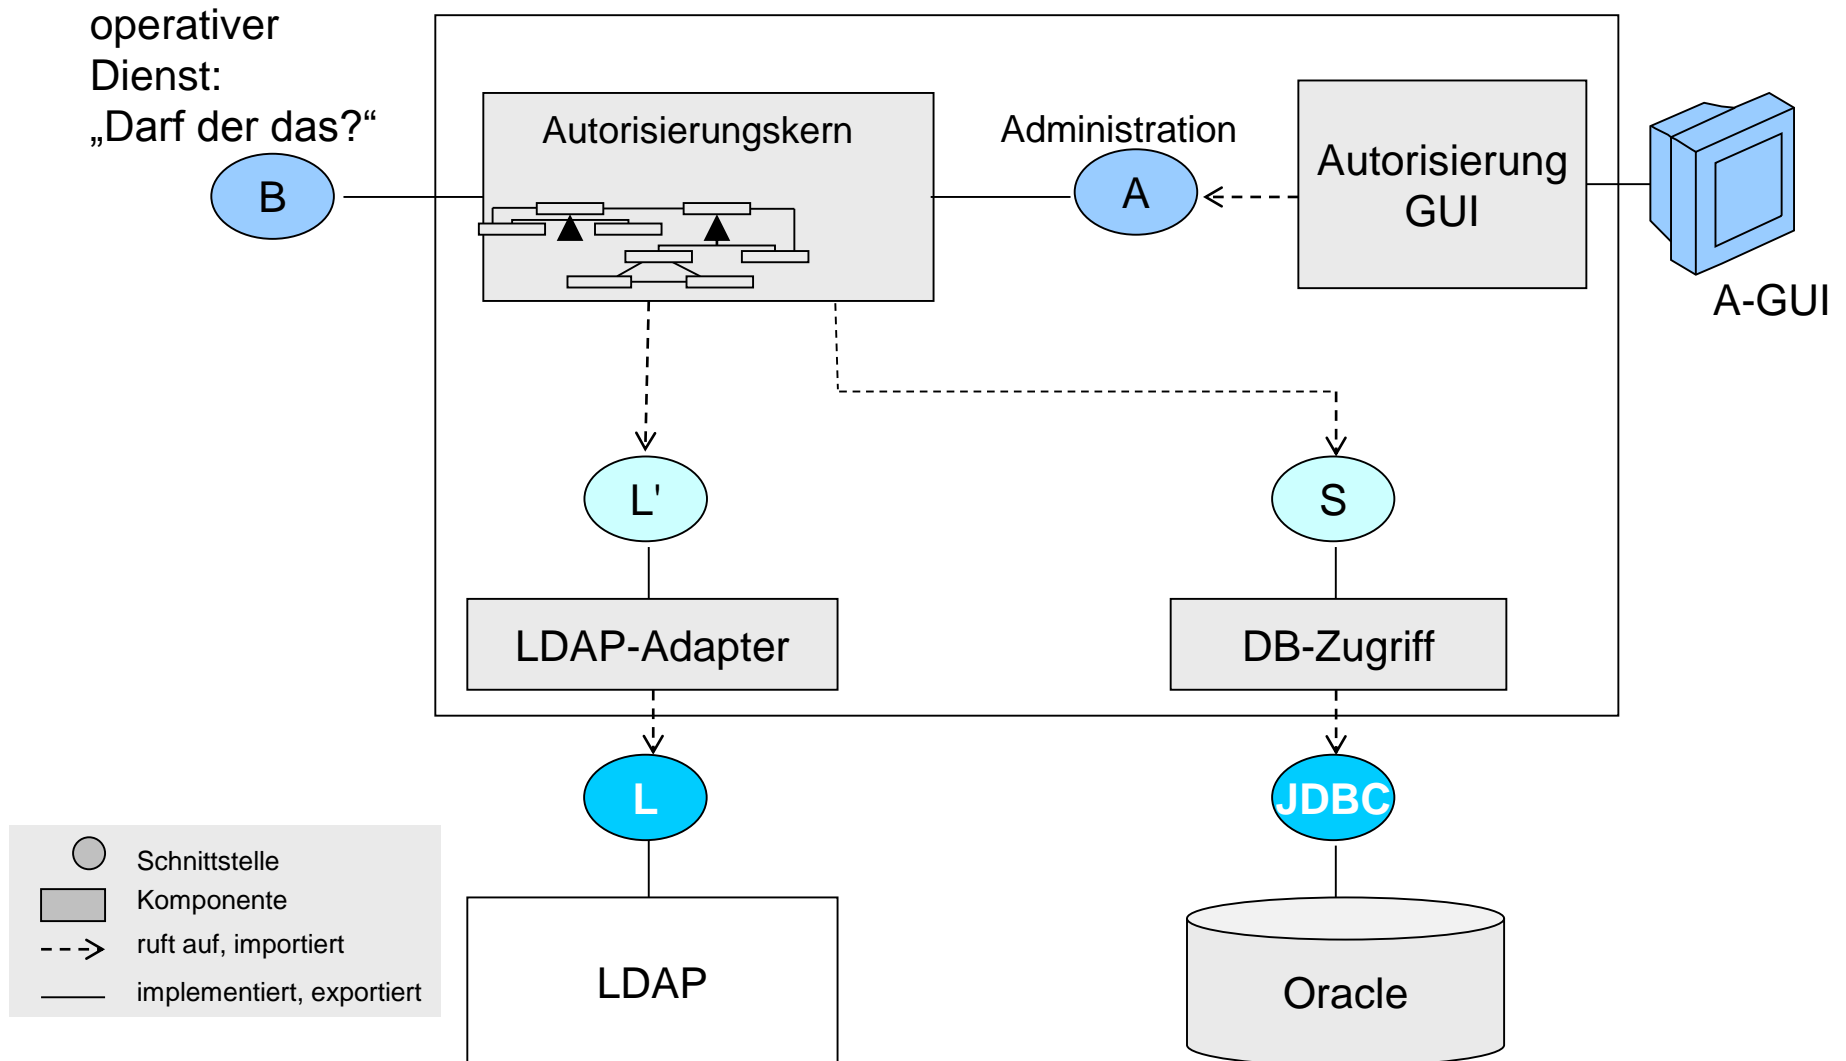 operativer
Dienst:
„Darf der das?“
B
Autorisierungskern
Administration
A
Autorisierung
GUI
A-GUI
L'
S
LDAP-Adapter
DB-Zugriff
L
JDBC
Schnittstelle
Komponente
ruft auf, importiert
implementiert, exportiert
LDAP
Oracle